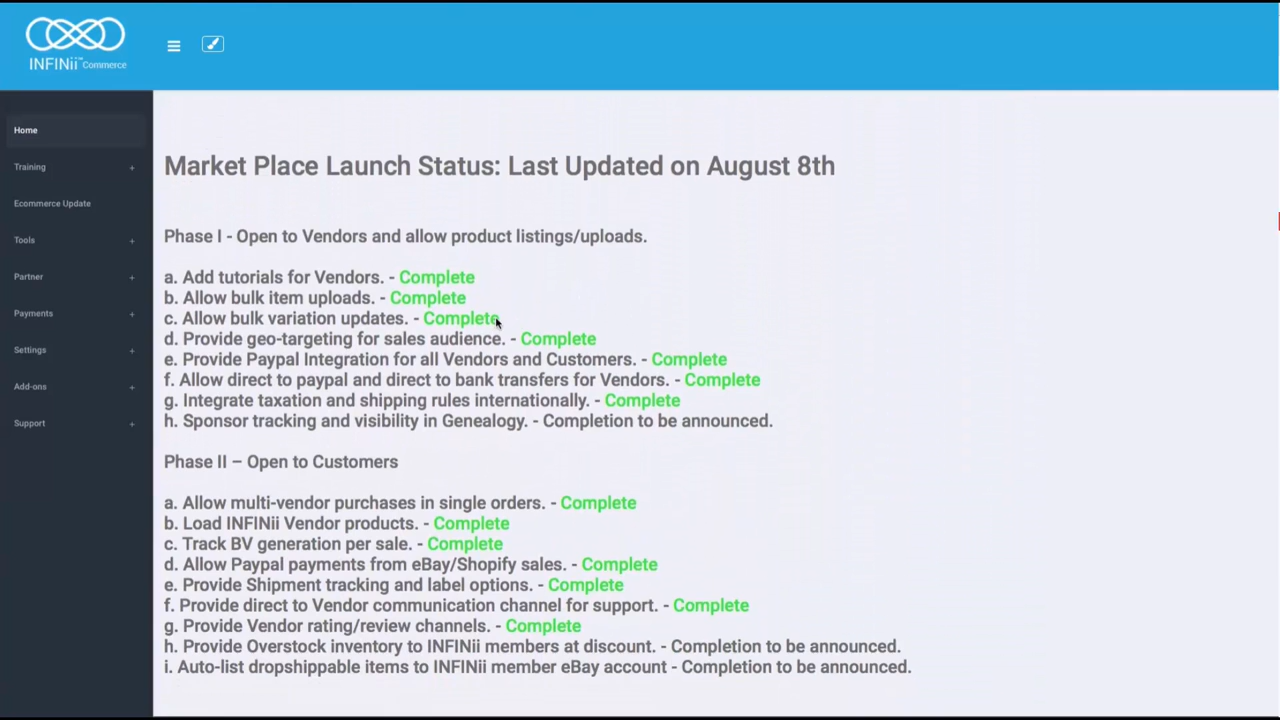 INFINii™Commerce
Home
Training +
Ecommerce Update
Tools +
Partner +
Payments +
Settings +
Add-ons +
Support +
Market Place Launch Status: Last Updated on August 8th
Phase I - Open to Vendors and allow product listings/uploads.
a. Add tutorials for Vendors. - Complete
b. Allow bulk item uploads. - Complete
c. Allow bulk variation updates. - Complete
d. Provide geo-targeting for sales audience. - Complete
e. Provide Paypal Integration for all Vendors and Customers. - Complete
f. Allow direct to paypal and direct to bank transfers for Vendors. - Complete
g. Integrate taxation and shipping rules internationally. - Complete
h. Sponsor tracking and visibility in Genealogy. - Completion to be announced.
Phase II – Open to Customers
a. Allow multi-vendor purchases in single orders. - Complete
b. Load INFINii Vendor products. - Complete
c. Track BV generation per sale. - Complete
d. Allow Paypal payments from eBay/Shopify sales. - Complete
e. Provide Shipment tracking and label options. - Complete
f. Provide direct to Vendor communication channel for support. - Complete
g. Provide Vendor rating/review channels. - Complete
h. Provide Overstock inventory to INFINii members at discount. - Completion to be announced.
i. Auto-list dropshippable items to INFINii member eBay account - Completion to be announced.